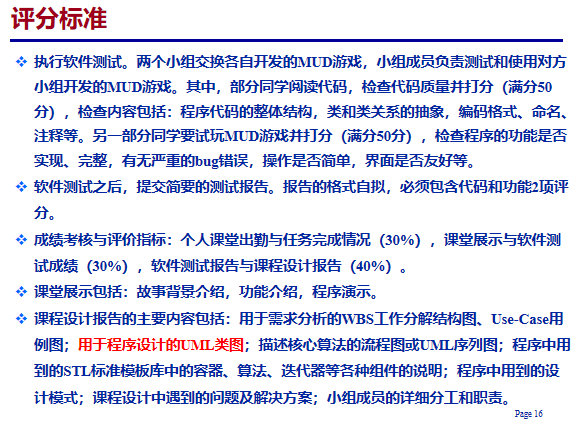 评分标准
❖ 执行软件测试。两个小组交换各自开发的MUD游戏，小组成员负责测试和使用对方
小组开发的MUD游戏。其中，部分同学阅读代码，检查代码质量并打分（满分50
分），检查内容包括：程序代码的整体结构，类和类关系的抽象，编码格式、命名、
注释等。另一部分同学要试玩MUD游戏并打分（满分50分），检查程序的功能是否
实现、完整，有无严重的bug错误，操作是否简单，界面是否友好等。
❖ 软件测试之后，提交简要的测试报告。报告的格式自拟，必须包含代码和功能2项评
分。
❖ 成绩考核与评价指标：个人课堂出勤与任务完成情况（30%），课堂展示与软件测
试成绩（30%），软件测试报告与课程设计报告（40%）。
❖ 课堂展示包括：故事背景介绍，功能介绍，程序演示。
❖ 课程设计报告的主要内容包括：用于需求分析的WBS工作分解结构图、Use-Case用
例图；用于程序设计的UML类图；描述核心算法的流程图或UML序列图；程序中用
到的STL标准模板库中的容器、算法、迭代器等各种组件的说明；程序中用到的设
计模式；课程设计中遇到的问题及解决方案；小组成员的详细分工和职责。
Page 16